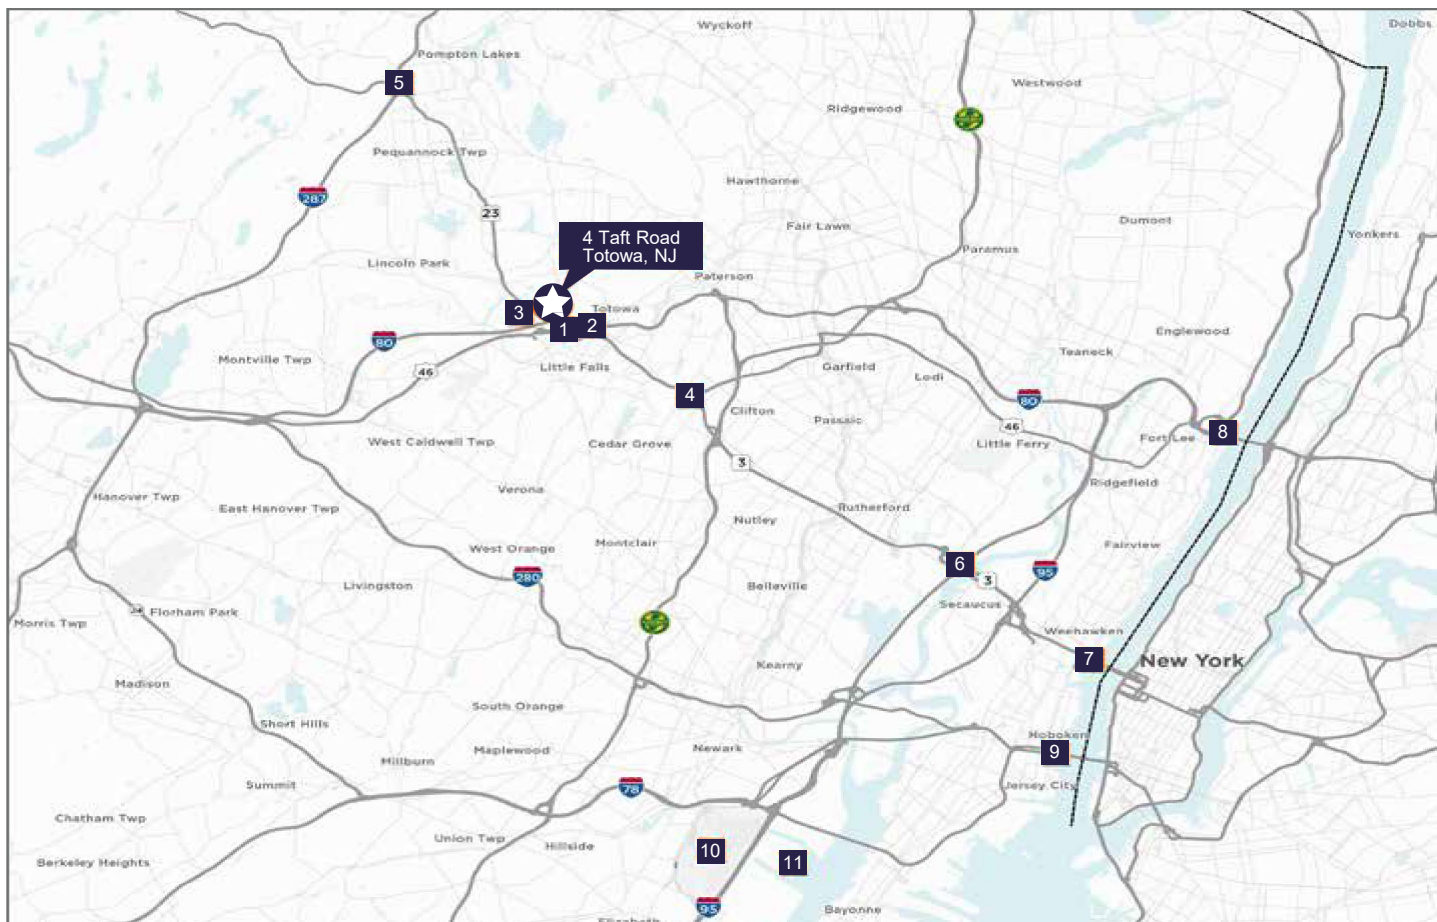 Wyckoff
Dobbs
Pompton Lakes
5
Westwood
Ridgewood
Pequannock Twp
Hawthorne
287
23
Fair Lawn
Dumont
4 Taft Road
Totowa, NJ
Yonkers
Paramus
Lincoln Park
Paterson
3
Totowa
1
2
Englewood
80
Montville Twp
Teaneck
46
Little Falls
Garfield
Lodi
4
80
Clifton
Passaic
46
8
West Caldwell Twp
Cedar Grove
Little Ferry
Fort Lee
3
Ridgefield
Hanover Twp
Verona
East Hanover Twp
Rutherford
Nutley
West Orange
Montclair
Fairview
6
280
Livingston
Belleville
3
95
Secaucus
24
Florham Park
Morris Twp
Weehawken
7
New York
Kearny
Madison
South Orange
Short Hills
Hoboken
Maplewood
Newark
9
Millburn
Summit
78
Jersey City
Chatham Twp
Union Twp
Hillside
10
11
Berkeley Heights
95
Bayonne
Elizabeth